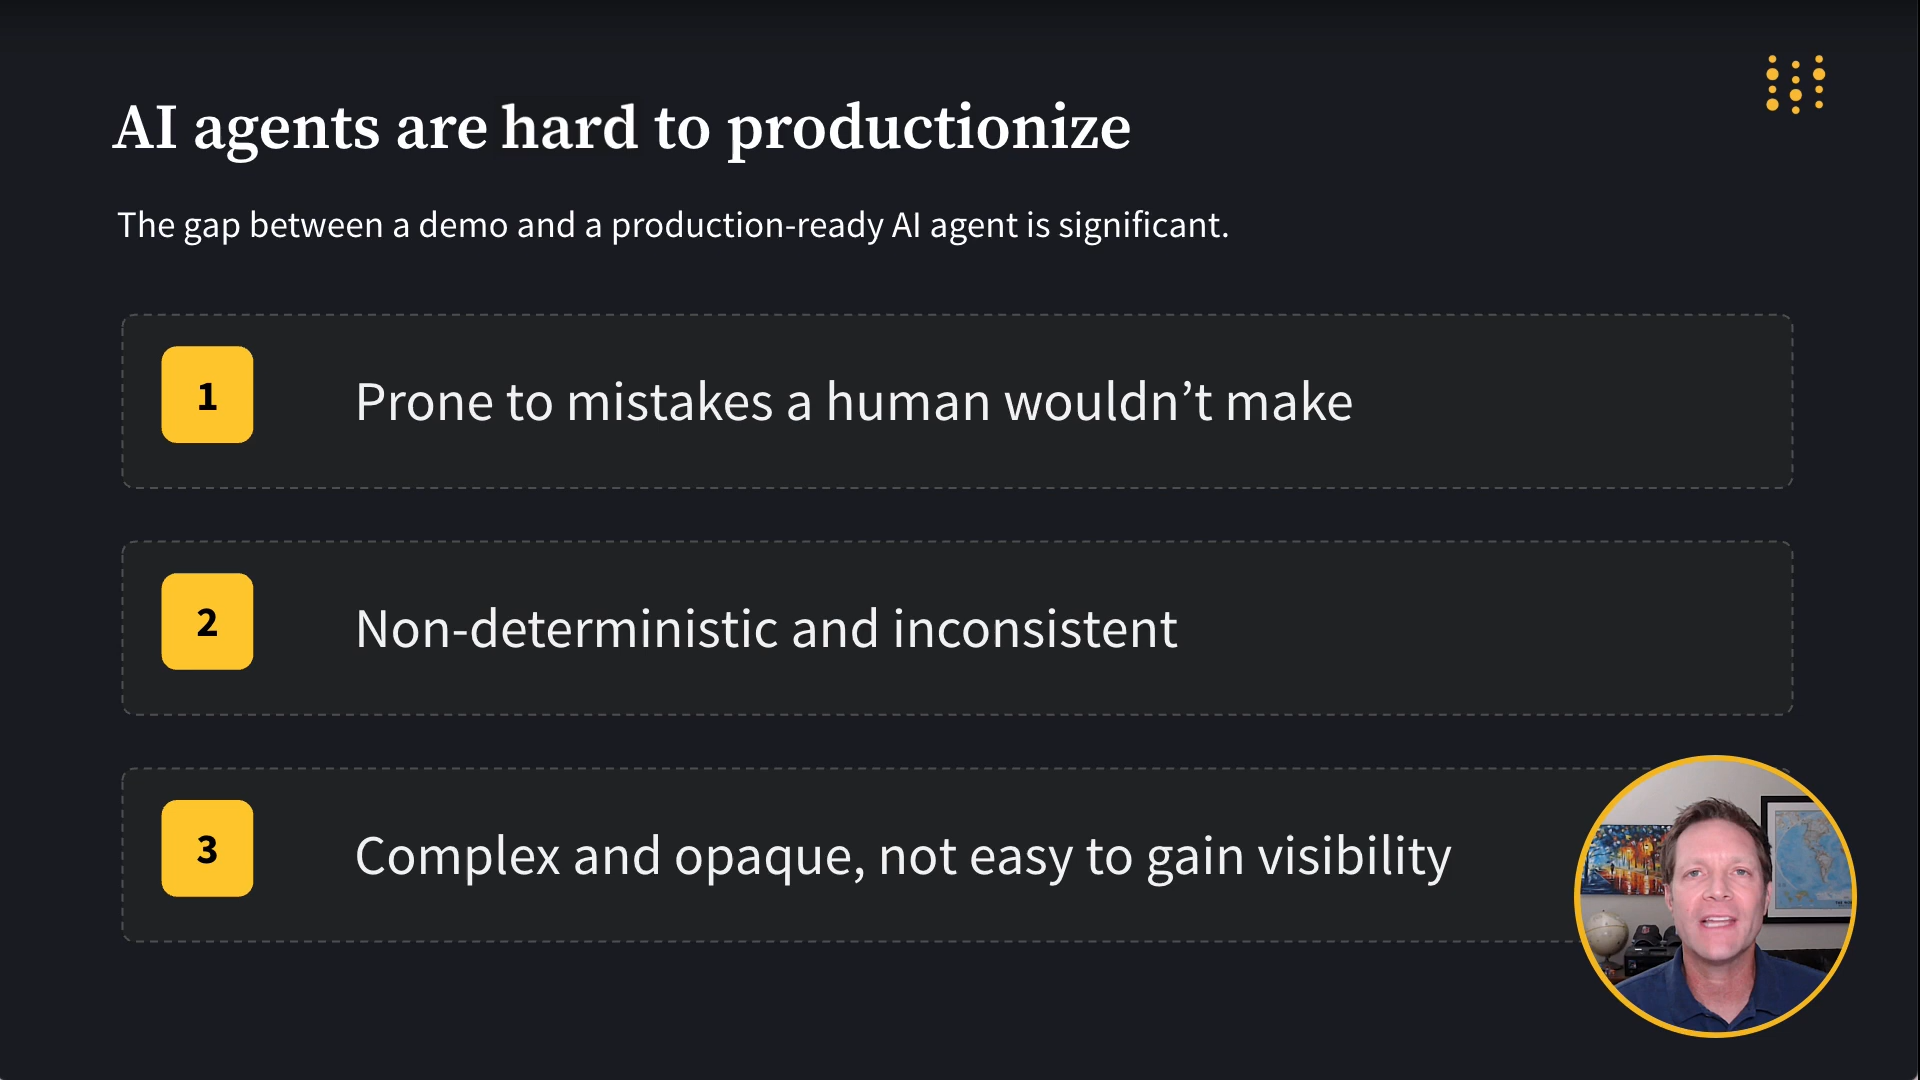 AI agents are hard to productionize
The gap between a demo and a production-ready AI agent is significant.
1
Prone to mistakes a human wouldn’t make
2
Non-deterministic and inconsistent
3
Complex and opaque, not easy to gain visibility